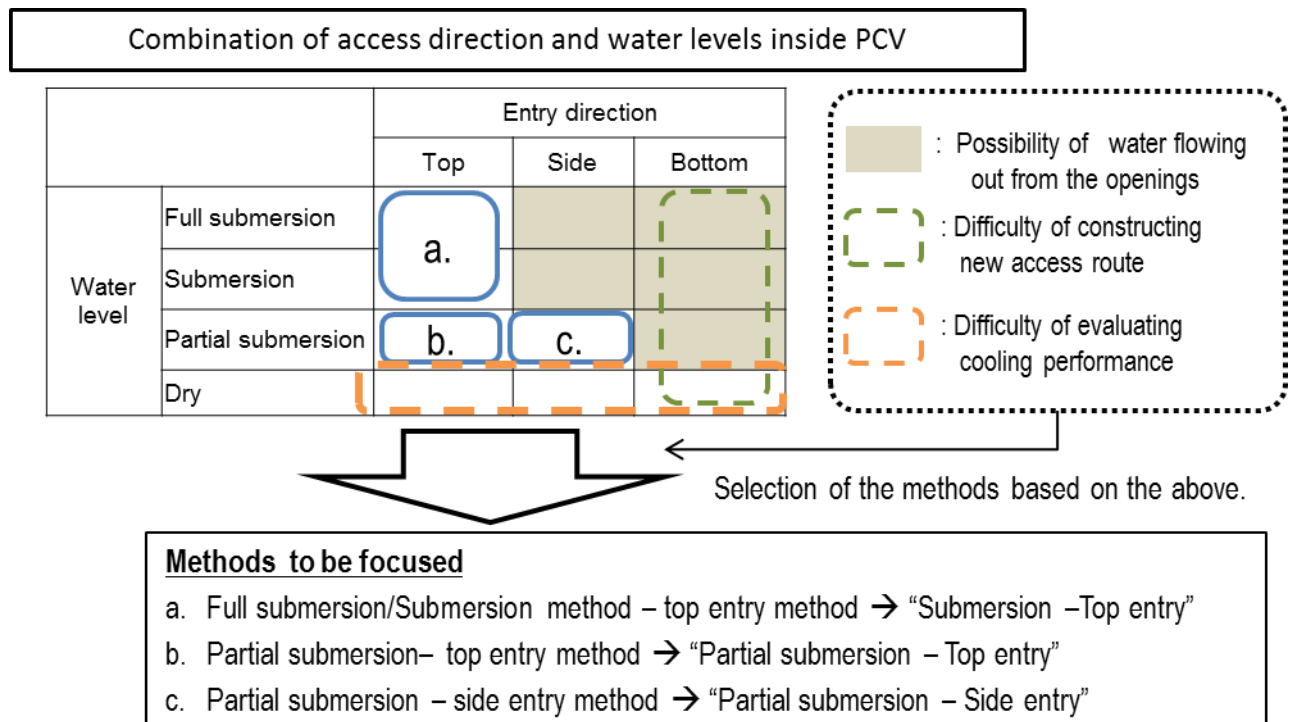 Combination of access direction and water levels inside PCV
Entry direction
Top Side Bottom
Water
level
Full submersion
Submersion
Partial submersion
Dry
a.
b.
c.
: Possibility of water flowing
out from the openings
: Difficulty of constructing
new access route
: Difficulty of evaluating
cooling performance
Selection of the methods based on the above.
Methods to be focused
a. Full submersion/Submersion method – top entry method → “Submersion –Top entry”
b. Partial submersion– top entry method → “Partial submersion – Top entry”
c. Partial submersion – side entry method → “Partial submersion – Side entry”